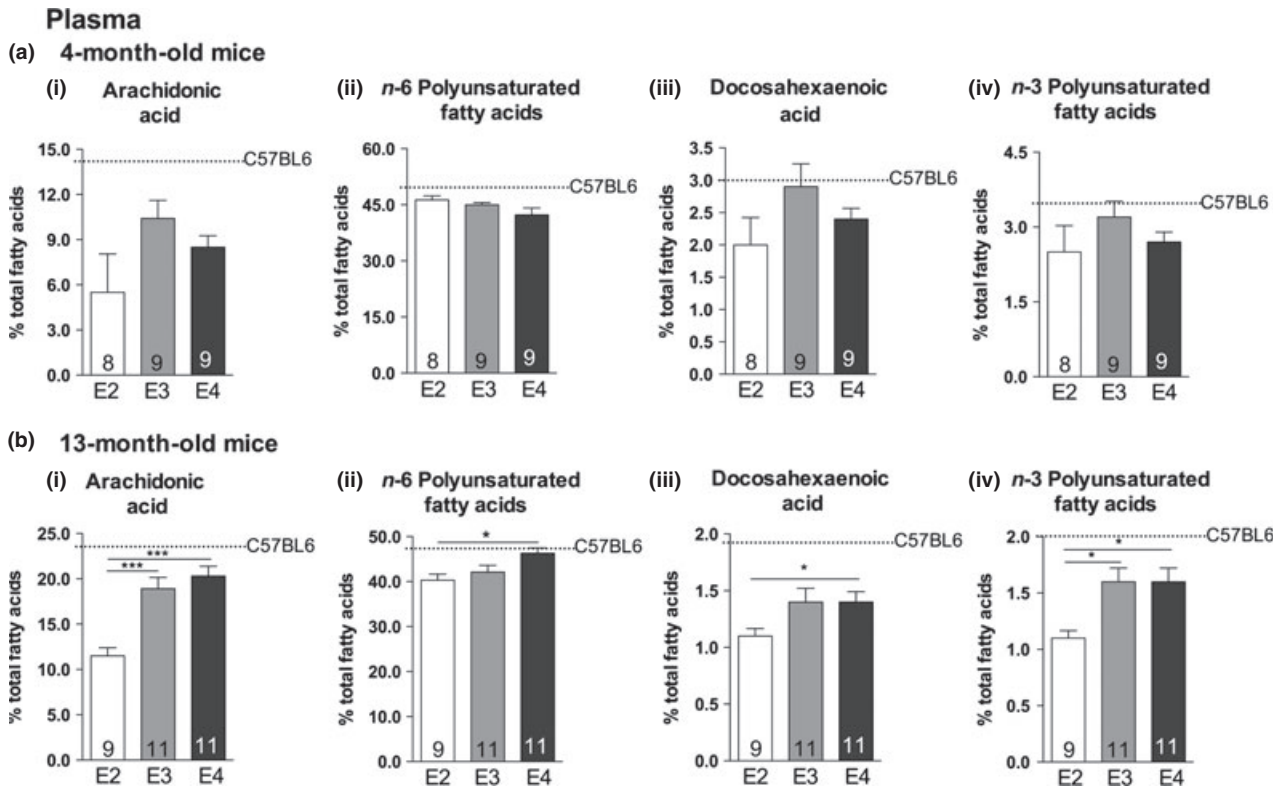 Plasma
(a) 4-month-old mice
(i) Arachidonic acid
% total fatty acids
15.0
12.0
9.0
6.0
3.0
0.0
C57BL6
8 9 9
E2 E3 E4
(ii) n-6 Polyunsaturated fatty acids
% total fatty acids
60.0
45.0
30.0
15.0
0.0
C57BL6
8 9 9
E2 E3 E4
(iii) Docosahexaenoic acid
% total fatty acids
3.5
3.0
2.5
2.0
1.5
1.0
0.5
0.0
C57BL6
8 9 9
E2 E3 E4
(iv) n-3 Polyunsaturated fatty acids
% total fatty acids
4.5
3.0
1.5
0.0
C57BL6
8 9 9
E2 E3 E4
(b) 13-month-old mice
(i) Arachidonic acid
% total fatty acids
25.0
20.0
15.0
10.0
5.0
0.0
C57BL6
***
***
9 11 11
E2 E3 E4
(ii) n-6 Polyunsaturated fatty acids
% total fatty acids
50.0
40.0
30.0
20.0
10.0
0.0
C57BL6
*
9 11 11
E2 E3 E4
(iii) Docosahexaenoic acid
% total fatty acids
2.0
1.5
1.0
0.5
0.0
C57BL6
*
9 11 11
E2 E3 E4
(iv) n-3 Polyunsaturated fatty acids
% total fatty acids
2.0
1.5
1.0
0.5
0.0
C57BL6
*
*
9 11 11
E2 E3 E4